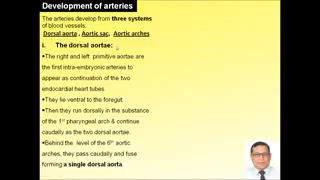 Development of arteries
The arteries develop from three systems
of blood vessels:
Dorsal aorta , Aortic sac, Aortic arches
i. The dorsal aortae:
•The right and left primitive aortae are
the first intra-embryonic arteries to
appear as continuation of the two
endocardial heart tubes.
•They lie ventral to the foregut.
•Then they run dorsally in the substance
of the 1st pharyngeal arch & continue
caudally as the two dorsal aortae.
•Behind the level of the 6th aortic
arches, they pass caudally and fuse
forming a single dorsal aorta.